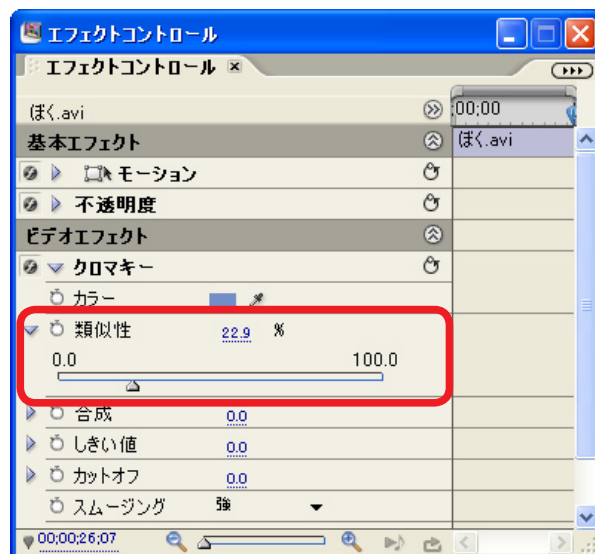 エフェクトコントロール
エフェクトコントロール
ぼく.avi
;00;00
基本エフェクト
ぼく.avi
モーション
不透明度
ビデオエフェクト
クロマキー
カラー
類似性 22.9 %
0.0 100.0
合成 0.0
しきい値 0.0
カットオフ 0.0
スムージング 強
00;00;26;07